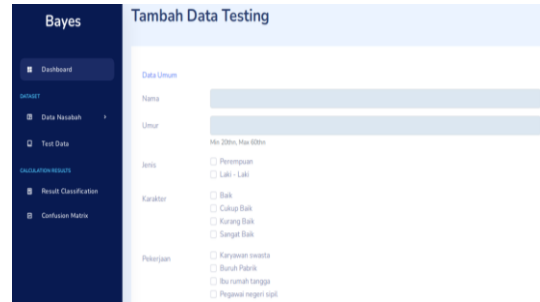 Bayes
Dashboard
DATASET
Data Nasabah
Test Data
CALCULATION RESULTS
Result Classification
Confusion Matrix
Tambah Data Testing
Data Umum
Nama
Umur
Min 20thn, Max 60thn
Jenis
Perempuan
Laki - Laki
Karakter
Baik
Cukup Baik
Kurang Baik
Sangat Baik
Pekerjaan
Karyawan swasta
Buruh Pabrik
Ibu rumah tangga
Pegawai negeri sipil